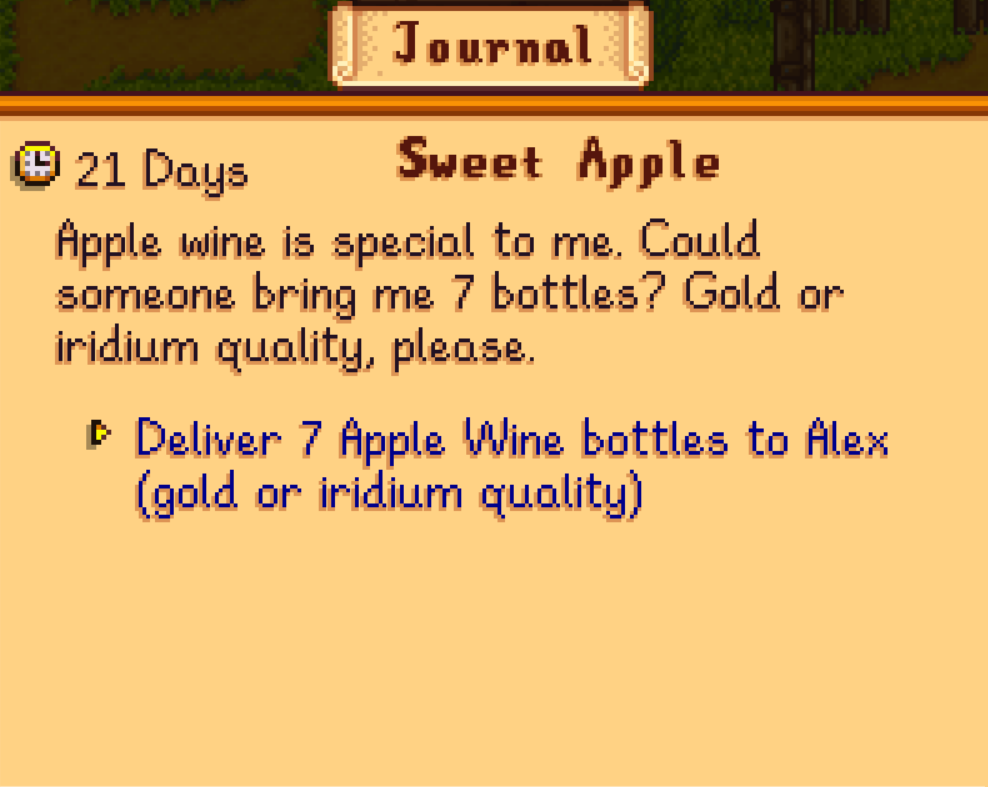 Journal
21 Days
Sweet Apple
Apple wine is special to me. Could
someone bring me 7 bottles? Gold or
iridium quality, please.
Deliver 7 Apple Wine bottles to Alex
(gold or iridium quality)